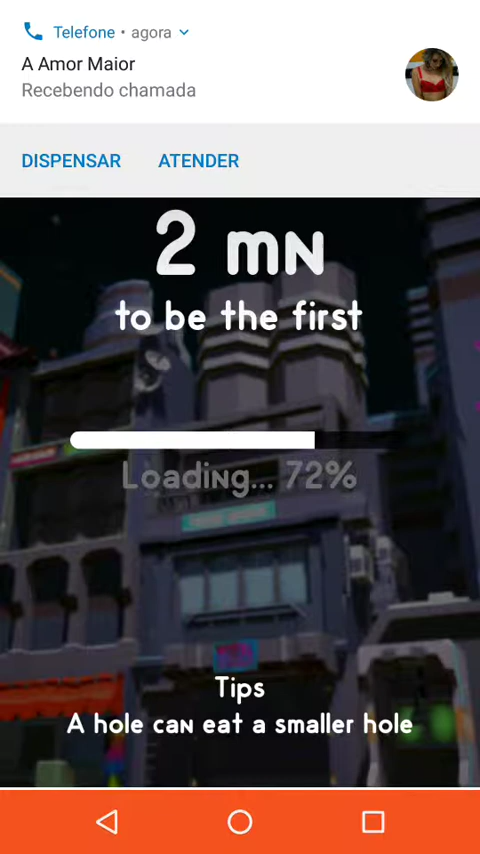 Telefone • agora
A Amor Maior
Recebendo chamada
DISPENSAR ATENDER
2 mn
to be the first
Loading... 72%
Tips
A hole can eat a smaller hole